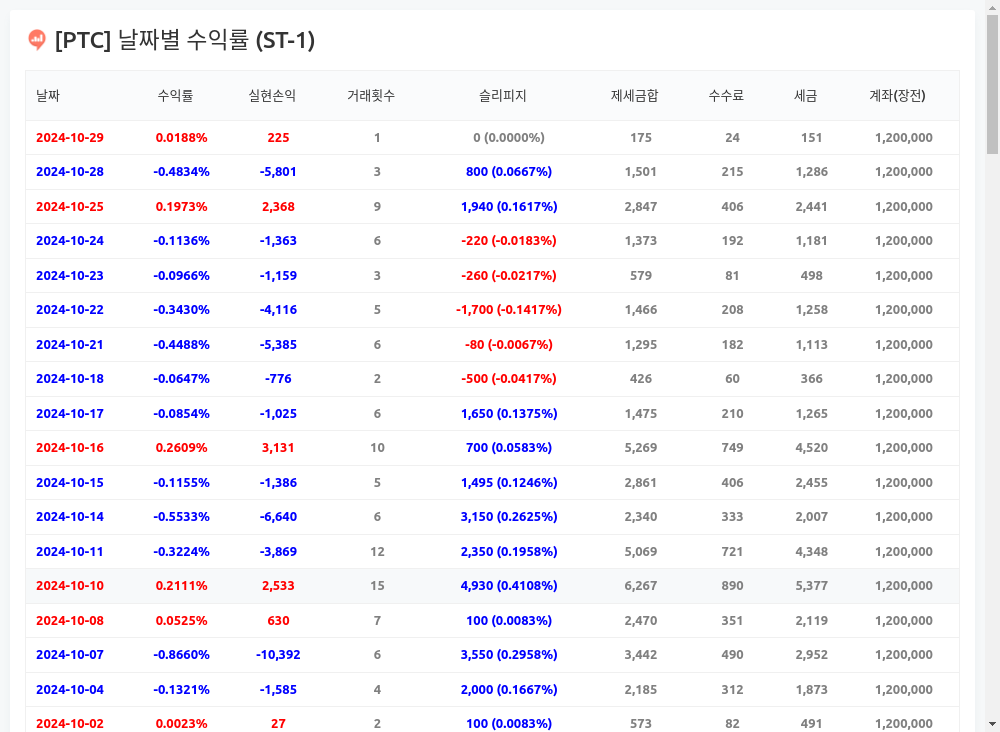 [PTC] 날짜별 수익률 (ST-1)
날짜 수익률 실현손익 거래횟수 슬리피지 제세금합 수수료 세금 계좌(장전)
2024-10-29 0.0188% 225 1 0 (0.0000%) 175 24 151 1,200,000
2024-10-28 -0.4834% -5,801 3 800 (0.0667%) 1,501 215 1,286 1,200,000
2024-10-25 0.1973% 2,368 9 1,940 (0.1617%) 2,847 406 2,441 1,200,000
2024-10-24 -0.1136% -1,363 6 -220 (-0.0183%) 1,373 192 1,181 1,200,000
2024-10-23 -0.0966% -1,159 3 -260 (-0.0217%) 579 81 498 1,200,000
2024-10-22 -0.3430% -4,116 5 -1,700 (-0.1417%) 1,466 208 1,258 1,200,000
2024-10-21 -0.4488% -5,385 6 -80 (-0.0067%) 1,295 182 1,113 1,200,000
2024-10-18 -0.0647% -776 2 -500 (-0.0417%) 426 60 366 1,200,000
2024-10-17 -0.0854% -1,025 6 1,650 (0.1375%) 1,475 210 1,265 1,200,000
2024-10-16 0.2609% 3,131 10 700 (0.0583%) 5,269 749 4,520 1,200,000
2024-10-15 -0.1155% -1,386 5 1,495 (0.1246%) 2,861 406 2,455 1,200,000
2024-10-14 -0.5533% -6,640 6 3,150 (0.2625%) 2,340 333 2,007 1,200,000
2024-10-11 -0.3224% -3,869 12 2,350 (0.1958%) 5,069 721 4,348 1,200,000
2024-10-10 0.2111% 2,533 15 4,930 (0.4108%) 6,267 890 5,377 1,200,000
2024-10-08 0.0525% 630 7 100 (0.0083%) 2,470 351 2,119 1,200,000
2024-10-07 -0.8660% -10,392 6 3,550 (0.2958%) 3,442 490 2,952 1,200,000
2024-10-04 -0.1321% -1,585 4 2,000 (0.1667%) 2,185 312 1,873 1,200,000
2024-10-02 0.0023% 27 2 100 (0.0083%) 573 82 491 1,200,000